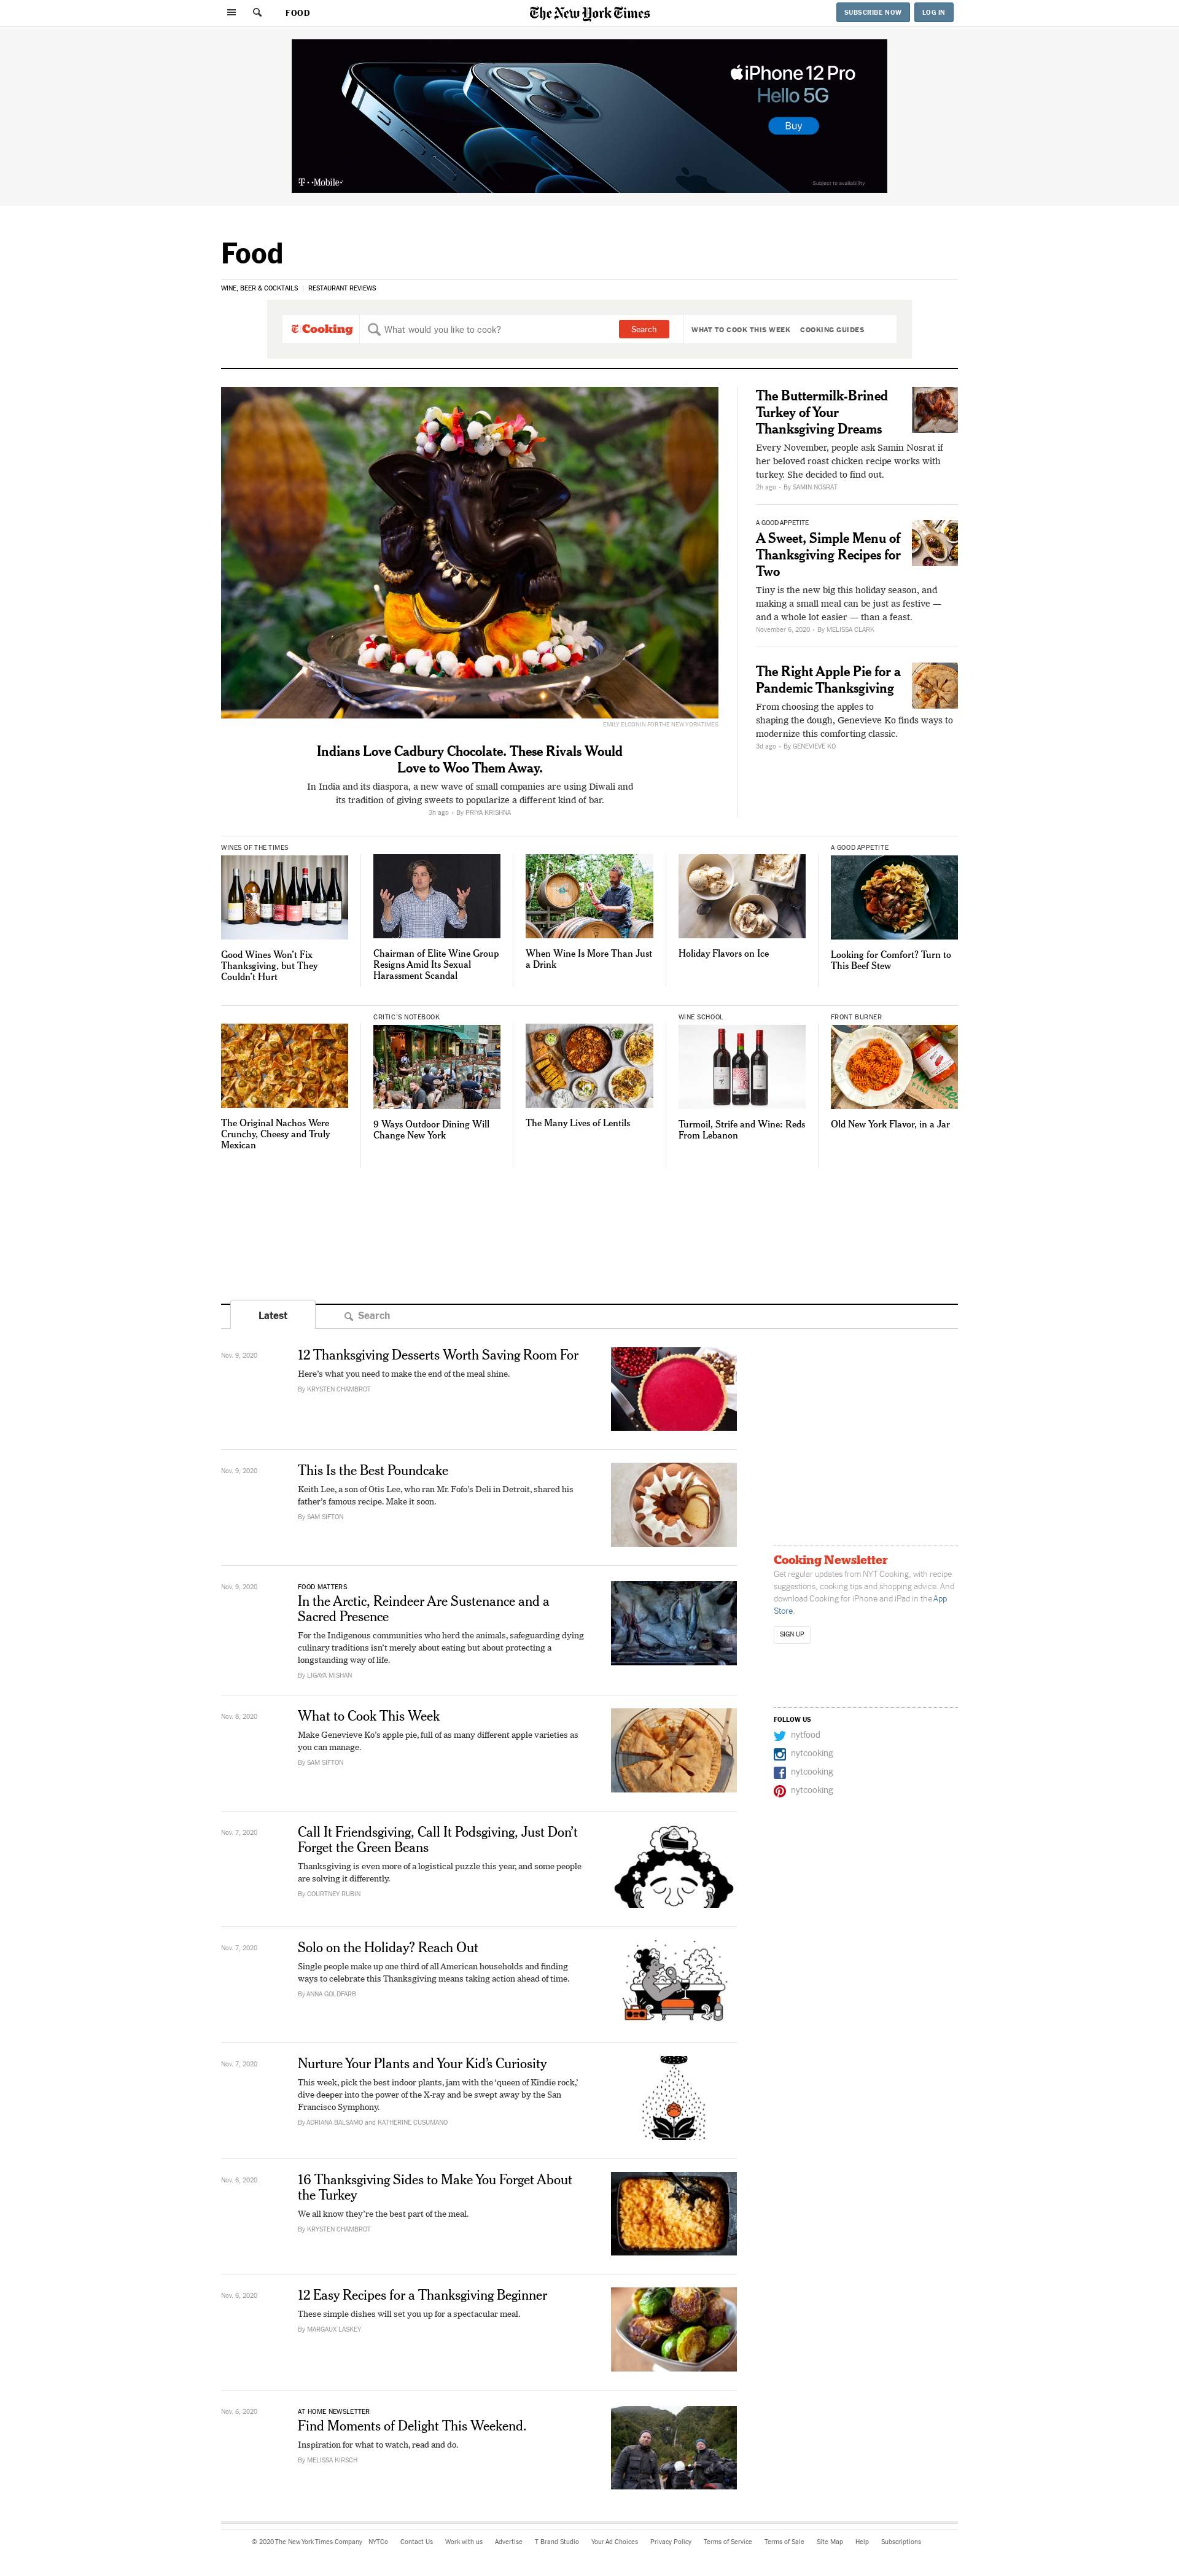 FOOD
The New York Times
SUBSCRIBE NOW
LOG IN
iPhone 12 Pro
Hello 5G
Buy
T-Mobile
Subject to availability
Food
WINE, BEER & COCKTAILS | RESTAURANT REVIEWS
Cooking
What would you like to cook?
Search
WHAT TO COOK THIS WEEK
COOKING GUIDES
EMILY ELCONIN FOR THE NEW YORK TIMES
Indians Love Cadbury Chocolate. These Rivals Would
Love to Woo Them Away.
In India and its diaspora, a new wave of small companies are using Diwali and
its tradition of giving sweets to popularize a different kind of bar.
3h ago · By PRIYA KRISHNA
The Buttermilk-Brined
Turkey of Your
Thanksgiving Dreams
Every November, people ask Samin Nosrat if
her beloved roast chicken recipe works with
turkey. She decided to find out.
2h ago · By SAMIN NOSRAT
A GOOD APPETITE
A Sweet, Simple Menu of
Thanksgiving Recipes for
Two
Tiny is the new big this holiday season, and
making a small meal can be just as festive —
and a whole lot easier — than a feast.
November 6, 2020 · By MELISSA CLARK
The Right Apple Pie for a
Pandemic Thanksgiving
From choosing the apples to
shaping the dough, Genevieve Ko finds ways to
modernize this comforting classic.
3d ago · By GENEVIEVE KO
WINES OF THE TIMES
Good Wines Won’t Fix
Thanksgiving, but They
Couldn’t Hurt
Chairman of Elite Wine Group
Resigns Amid Its Sexual
Harassment Scandal
When Wine Is More Than Just
a Drink
Holiday Flavors on Ice
A GOOD APPETITE
Looking for Comfort? Turn to
This Beef Stew
The Original Nachos Were
Crunchy, Cheesy and Truly
Mexican
CRITIC’S NOTEBOOK
9 Ways Outdoor Dining Will
Change New York
The Many Lives of Lentils
WINE SCHOOL
Turmoil, Strife and Wine: Reds
From Lebanon
FRONT BURNER
Old New York Flavor, in a Jar
Latest
Search
Nov. 9, 2020
12 Thanksgiving Desserts Worth Saving Room For
Here’s what you need to make the end of the meal shine.
By KRYSTEN CHAMBROT
Nov. 9, 2020
This Is the Best Poundcake
Keith Lee, a son of Otis Lee, who ran Mr. Fofo’s Deli in Detroit, shared his
father’s famous recipe. Make it soon.
By SAM SIFTON
Nov. 9, 2020
FOOD MATTERS
In the Arctic, Reindeer Are Sustenance and a
Sacred Presence
For the Indigenous communities who herd the animals, safeguarding dying
culinary traditions isn’t merely about eating but about protecting a
longstanding way of life.
By LIGAYA MISHAN
Nov. 8, 2020
What to Cook This Week
Make Genevieve Ko’s apple pie, full of as many different apple varieties as
you can manage.
By SAM SIFTON
Nov. 7, 2020
Call It Friendsgiving, Call It Podsgiving, Just Don’t
Forget the Green Beans
Thanksgiving is even more of a logistical puzzle this year, and some people
are solving it differently.
By COURTNEY RUBIN
Nov. 7, 2020
Solo on the Holiday? Reach Out
Single people make up one third of all American households and finding
ways to celebrate this Thanksgiving means taking action ahead of time.
By ANNA GOLDFARB
Nov. 7, 2020
Nurture Your Plants and Your Kid’s Curiosity
This week, pick the best indoor plants, jam with the ‘queen of Kindie rock,’
dive deeper into the power of the X-ray and be swept away by the San
Francisco Symphony.
By ADRIANA BALSAMO and KATHERINE CUSUMANO
Nov. 6, 2020
16 Thanksgiving Sides to Make You Forget About
the Turkey
We all know they’re the best part of the meal.
By KRYSTEN CHAMBROT
Nov. 6, 2020
12 Easy Recipes for a Thanksgiving Beginner
These simple dishes will set you up for a spectacular meal.
By MARGAUX LASKEY
Nov. 6, 2020
AT HOME NEWSLETTER
Find Moments of Delight This Weekend.
Inspiration for what to watch, read and do.
By MELISSA KIRSCH
Cooking Newsletter
Get regular updates from NYT Cooking, with recipe
suggestions, cooking tips and shopping advice. And
download Cooking for iPhone and iPad in the App
Store.
SIGN UP
FOLLOW US
nytfood
nytcooking
nytcooking
nytcooking
© 2020 The New York Times Company NYTCo Contact Us Work with us Advertise T Brand Studio Your Ad Choices Privacy Policy Terms of Service Terms of Sale Site Map Help Subscriptions